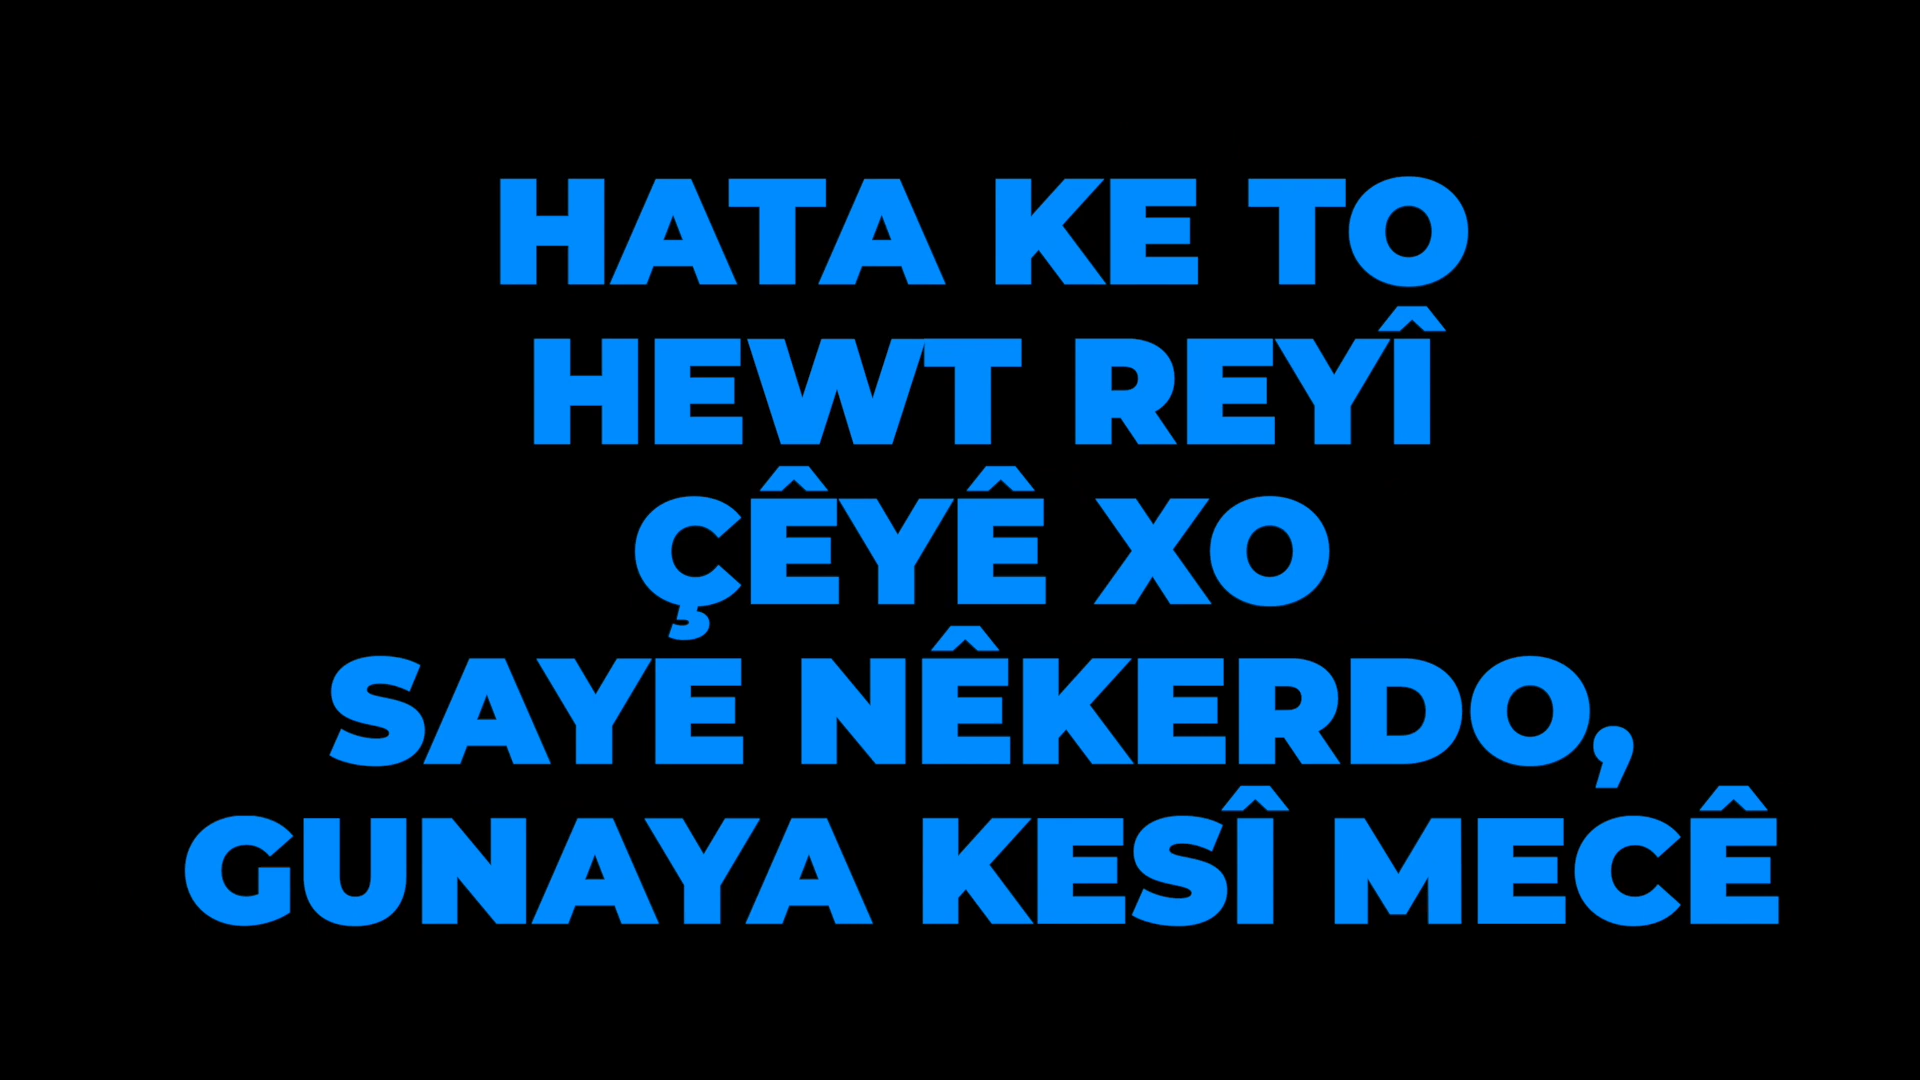 HATA KE TO
HEWT REYÎ
ÇÊYÊ XO
SAYE NÊKERDO,
GUNAYA KESÎ MECÊ